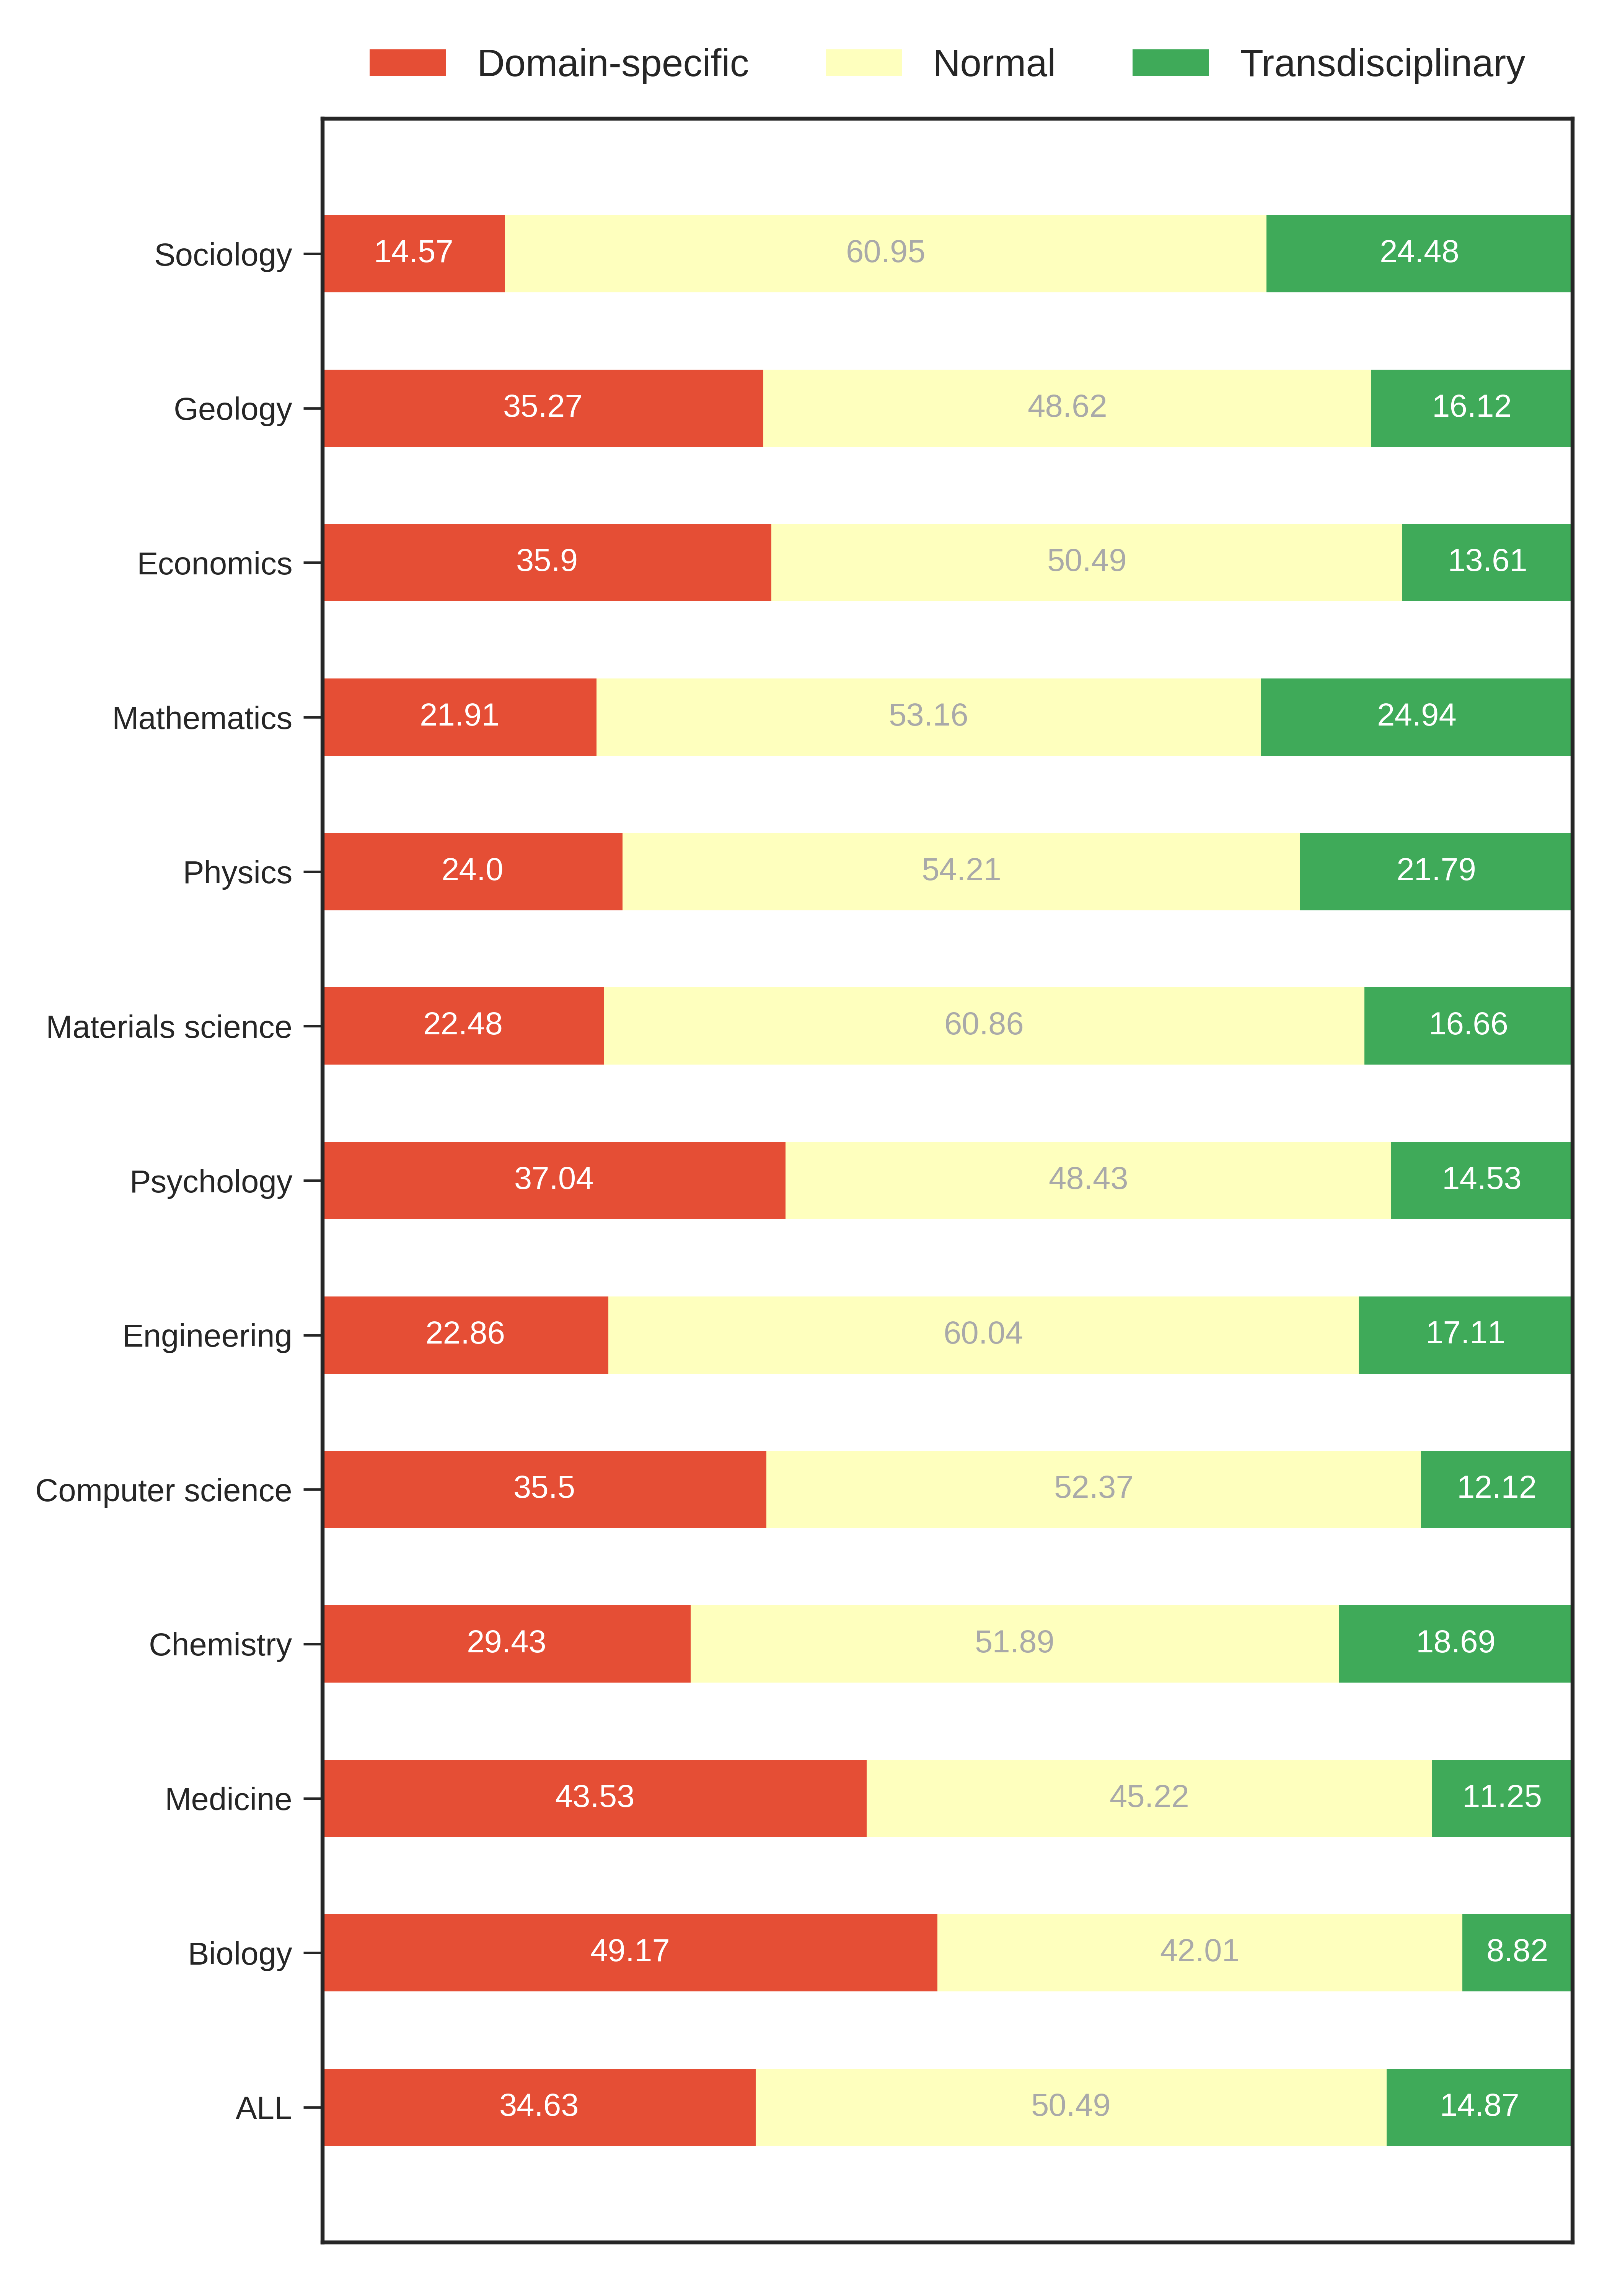 Domain-specific Normal Transdisciplinary
Sociology 14.57 60.95 24.48
Geology 35.27 48.62 16.12
Economics 35.9 50.49 13.61
Mathematics 21.91 53.16 24.94
Physics 24.0 54.21 21.79
Materials science 22.48 60.86 16.66
Psychology 37.04 48.43 14.53
Engineering 22.86 60.04 17.11
Computer science 35.5 52.37 12.12
Chemistry 29.43 51.89 18.69
Medicine 43.53 45.22 11.25
Biology 49.17 42.01 8.82
ALL 34.63 50.49 14.87